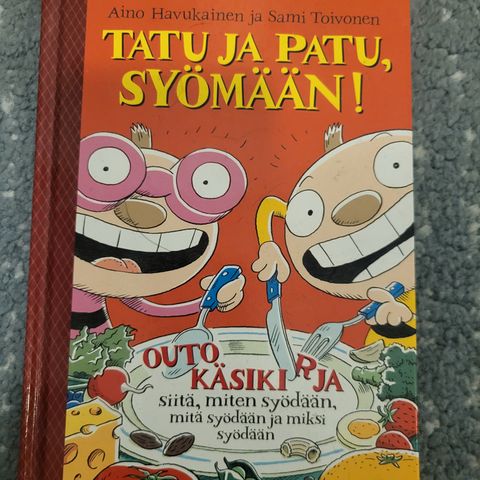 Aino Havukainen ja Sami Toivonen
TATU JA PATU,
SYÖMÄÄN!
OUTO
KÄSIKIRJA
siitä, miten syödään,
mitä syödään ja miksi
syödään